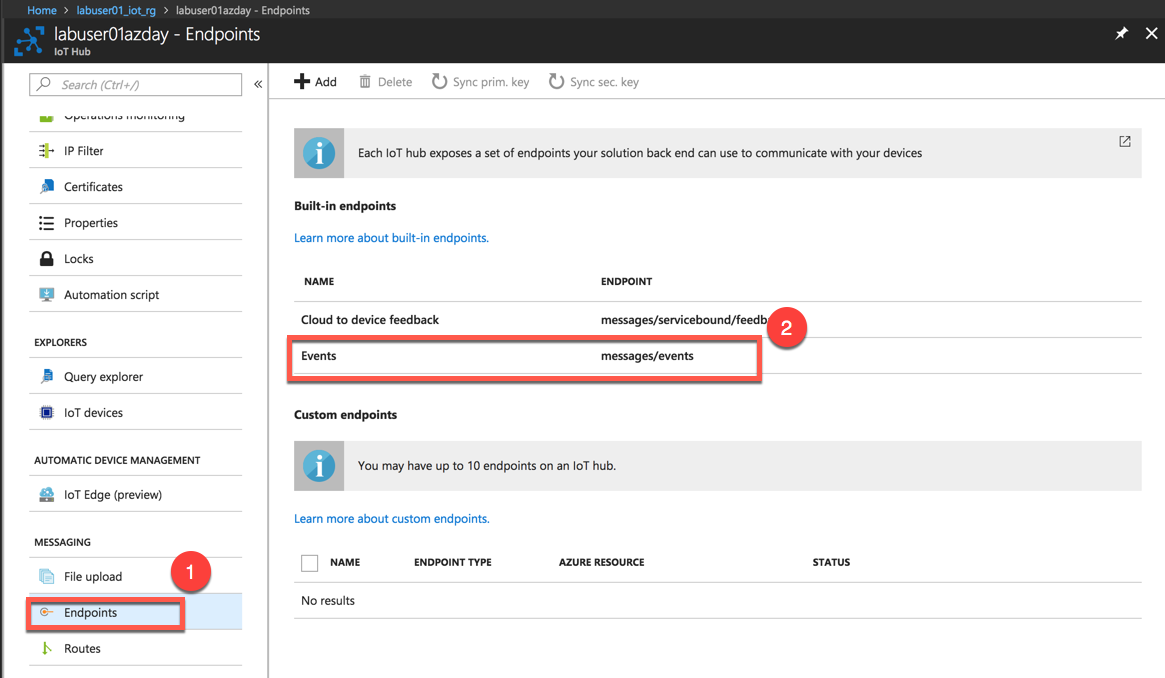 Home > labuser01_iot_rg > labuser01azday - Endpoints
labuser01azday - Endpoints
IoT Hub
Search (Ctrl+/)
«
Add
Delete
Sync prim. key
Sync sec. key
Operations monitoring
IP Filter
Certificates
Properties
Locks
Automation script
EXPLORERS
Query explorer
IoT devices
AUTOMATIC DEVICE MANAGEMENT
IoT Edge (preview)
MESSAGING
File upload
1
Endpoints
Routes
Each IoT hub exposes a set of endpoints your solution back end can use to communicate with your devices
Built-in endpoints
Learn more about built-in endpoints.
NAME ENDPOINT
Cloud to device feedback messages/servicebound/feedb
2
Events messages/events
Custom endpoints
You may have up to 10 endpoints on an IoT hub.
Learn more about custom endpoints.
NAME ENDPOINT TYPE AZURE RESOURCE STATUS
No results